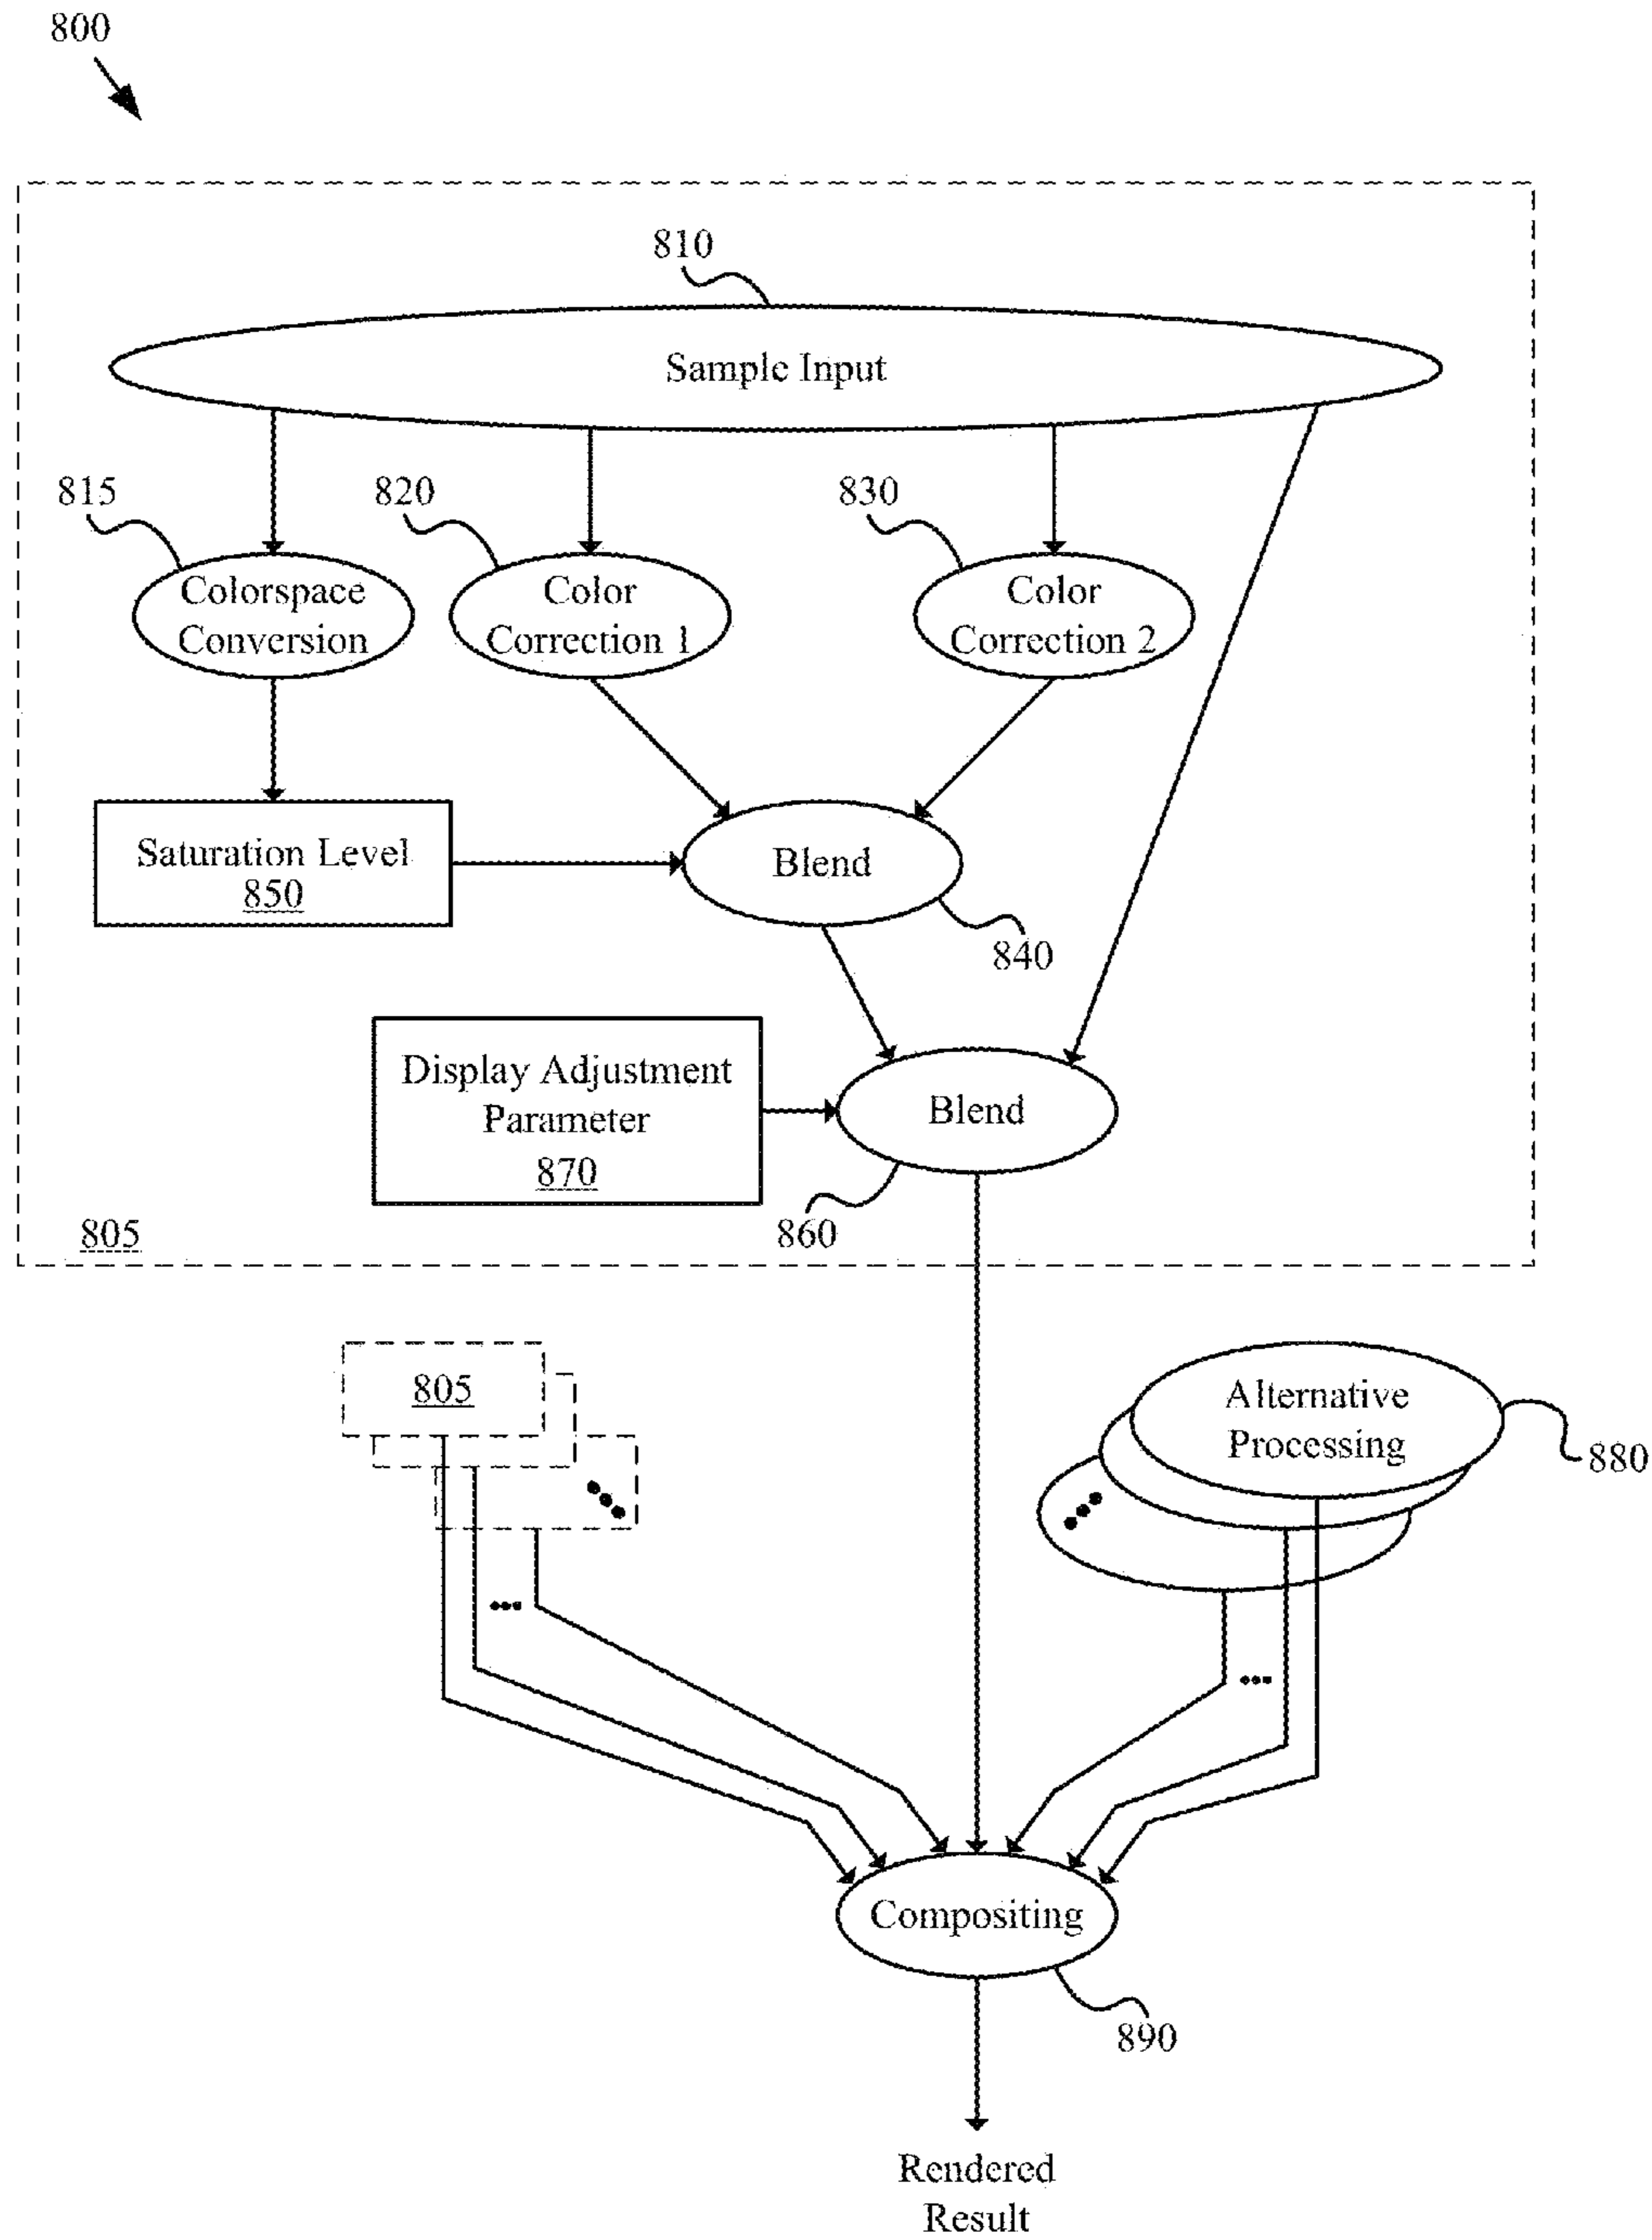 800
810
Sample Input
815
820
830
Colorspace
Conversion
Color
Correction 1
Color
Correction 2
Saturation Level
850
Blend
840
Display Adjustment
Parameter
870
Blend
860
805
805
Alternative
Processing
880
Compositing
890
Rendered
Result